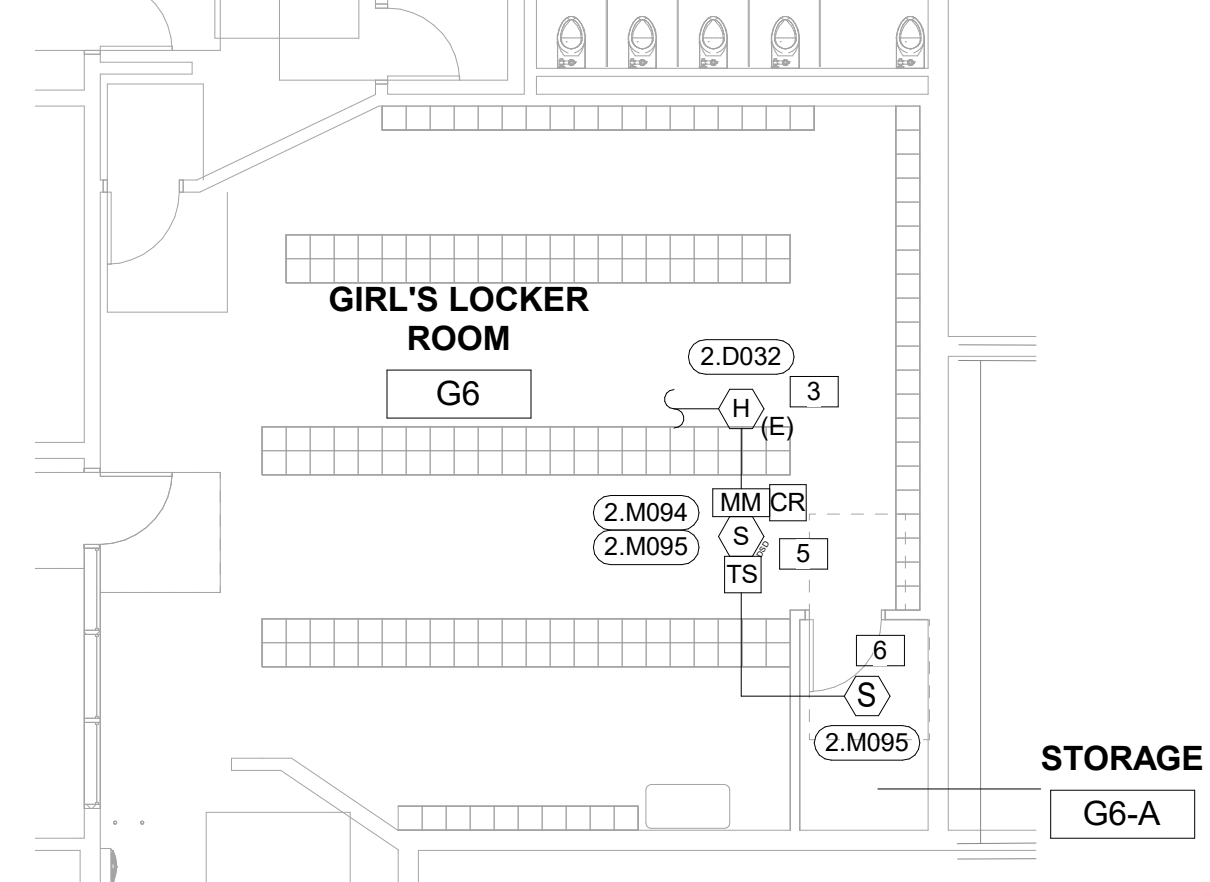 GIRL'S LOCKER
ROOM
G6
2.D032
3
H
(E)
MM CR
2.M094
S
DSD
2.M095
5
TS
6
S
2.M095
STORAGE
G6-A